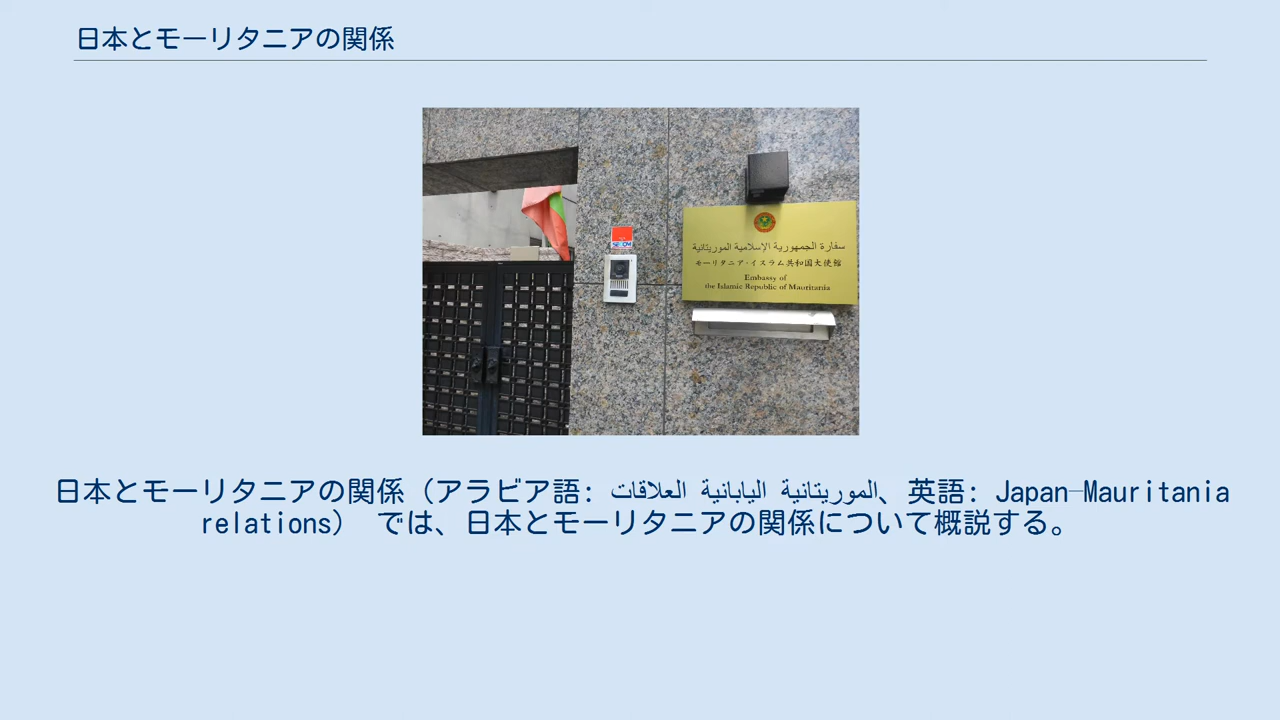 日本とモーリタニアの関係
SECOM
سفارة الجمهورية الإسلامية الموريتانية
モーリタニア・イスラム共和国大使館
Embassy of
the Islamic Republic of Mauritania
日本とモーリタニアの関係（アラビア語: العلاقات اليابانية الموريتانية、英語: Japan–Mauritania
relations） では、日本とモーリタニアの関係について概説する。